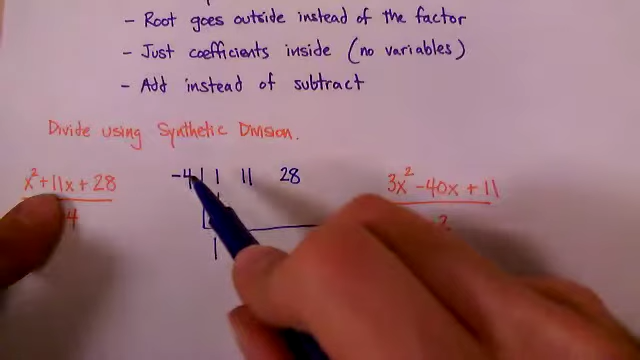 - Root goes outside instead of the factor
- Just coefficients inside (no variables)
- Add instead of subtract
Divide using Synthetic Division.
x² + 11x + 28
4
-4 1 11 28
1
3x² - 40x + 11